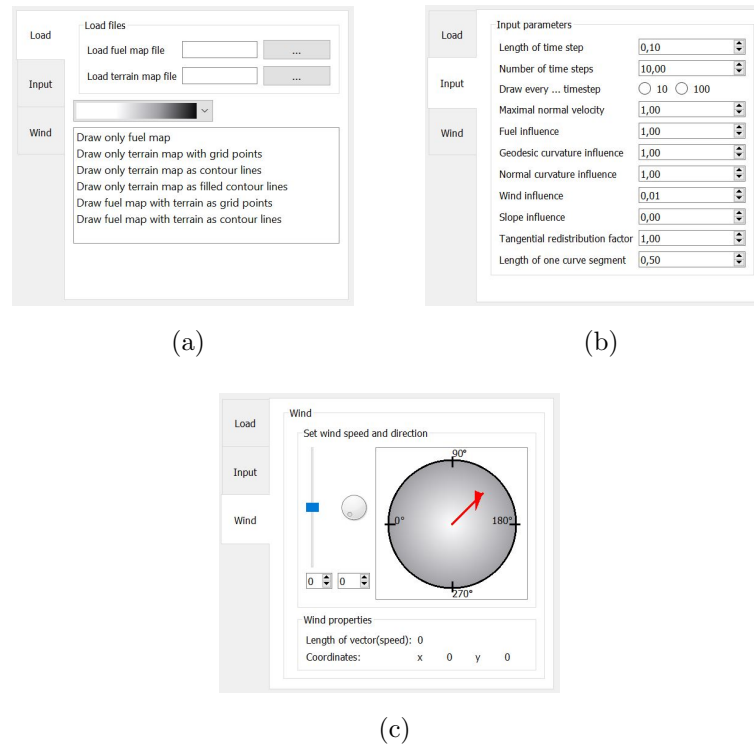 Load
Load files
Load fuel map file
...
Load terrain map file
...
Input
Wind
Draw only fuel map
Draw only terrain map with grid points
Draw only terrain map as contour lines
Draw only terrain map as filled contour lines
Draw fuel map with terrain as grid points
Draw fuel map with terrain as contour lines
(a)
Load
Input
Wind
Input parameters
Length of time step 0,10
Number of time steps 10,00
Draw every ... timestep 10 100
Maximal normal velocity 1,00
Fuel influence 1,00
Geodesic curvature influence 1,00
Normal curvature influence 1,00
Wind influence 0,01
Slope influence 0,00
Tangential redistribution factor 1,00
Length of one curve segment 0,50
(b)
Load
Input
Wind
Wind
Set wind speed and direction
90°
0° 180°
270°
0 0
Wind properties
Length of vector(speed): 0
Coordinates: x 0 y 0
(c)